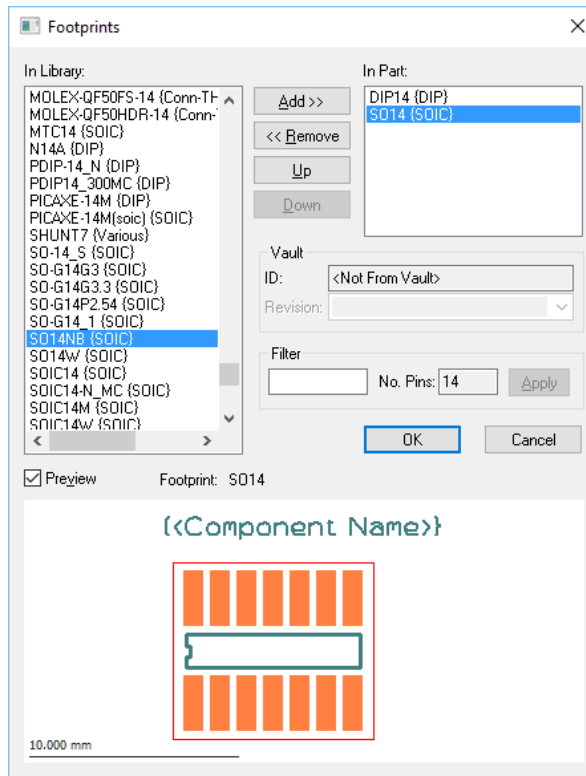 Footprints
In Library:
MOLEX-QF50FS-14 {Conn-TH
MOLEX-QF50HDR-14 {Conn-
MTC14 {SOIC}
N14A {DIP}
PDIP-14_N {DIP}
PDIP14_300MC {DIP}
PICAXE-14M {DIP}
PICAXE-14M(soic) {SOIC}
SHUNT7 {Various}
SO-14_S {SOIC}
SO-G14G3 {SOIC}
SO-G14G3.3 {SOIC}
SO-G14P2.54 {SOIC}
SO-G14_1 {SOIC}
SO14NB {SOIC}
SO14W {SOIC}
SOIC14 {SOIC}
SOIC14-N_MC {SOIC}
SOIC14M {SOIC}
SOIC14W {SOIC}
Add >>
<< Remove
Up
Down
In Part:
DIP14 {DIP}
SO14 {SOIC}
Vault
ID: <Not From Vault>
Revision:
Filter
No. Pins: 14 Apply
OK Cancel
Preview Footprint: SO14
{<Component Name>}
10.000 mm